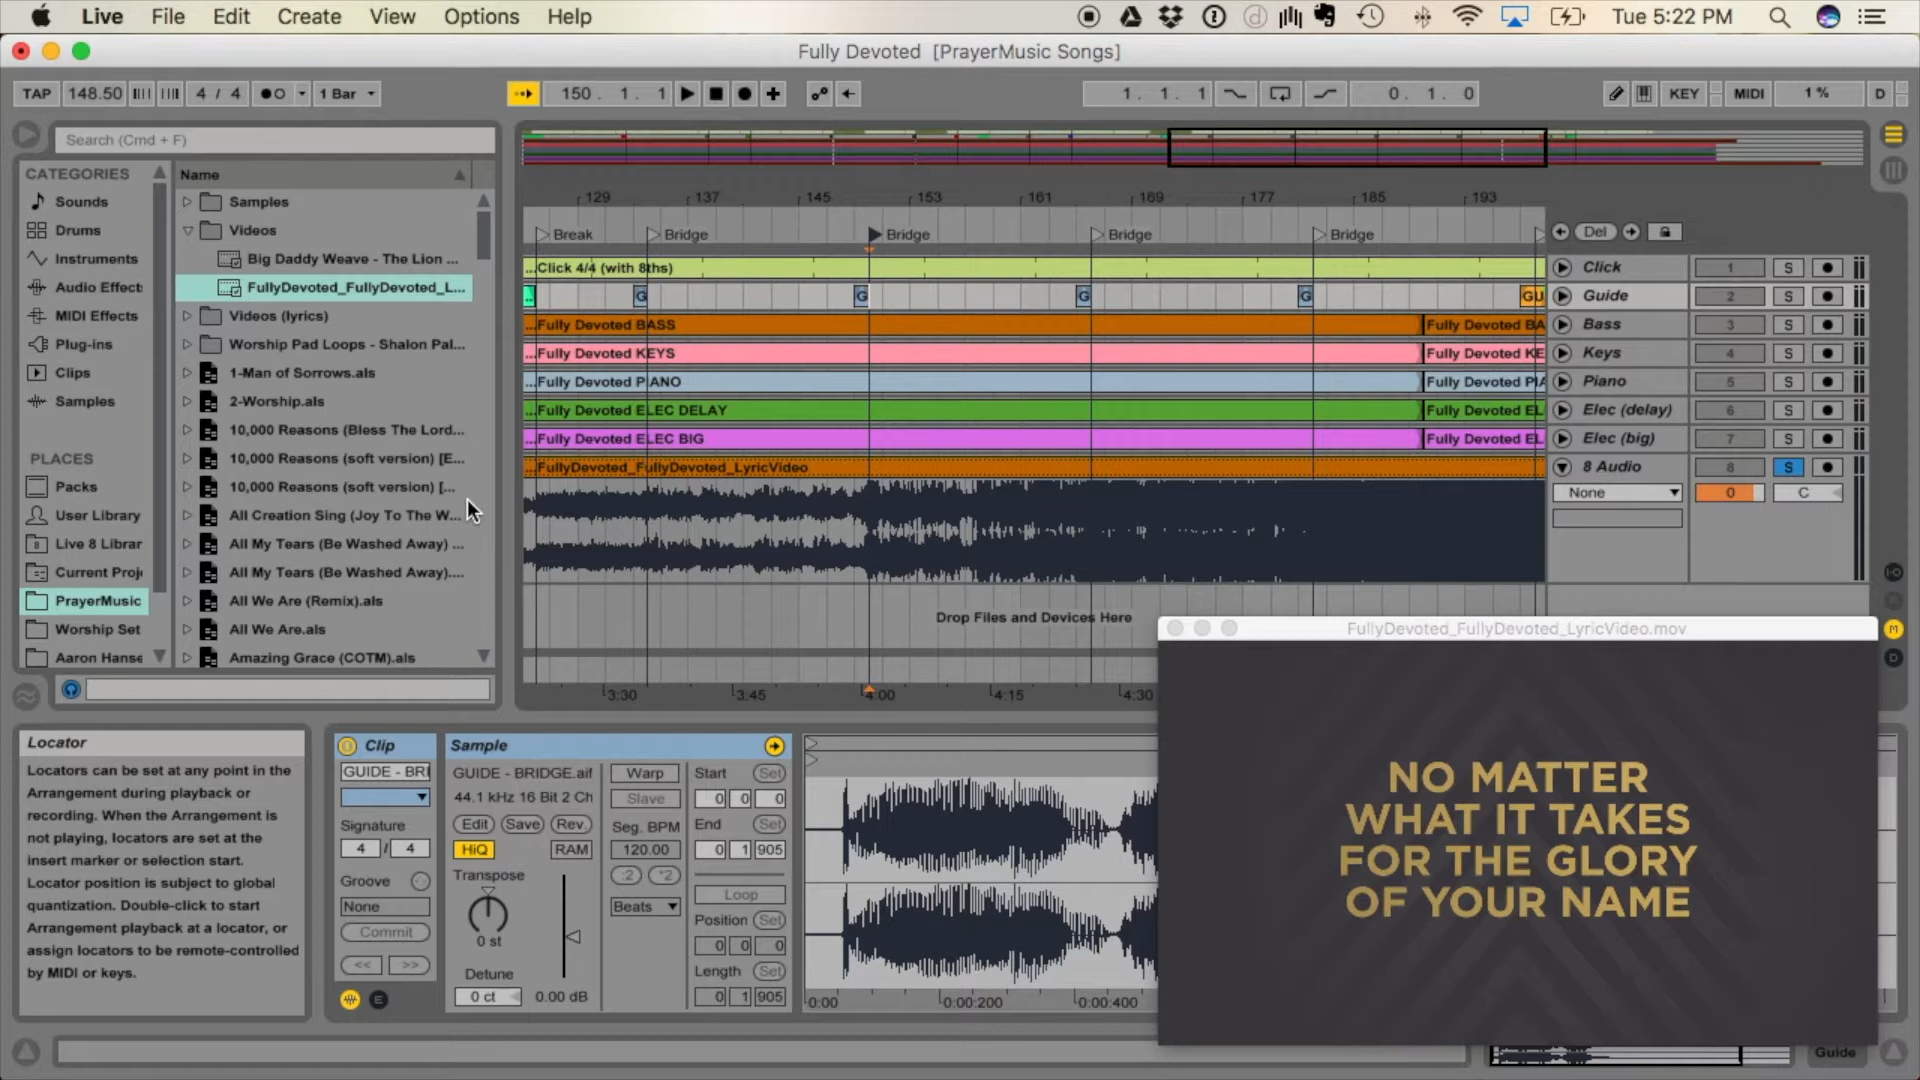 Live File Edit Create View Options Help
Tue 5:22 PM
Fully Devoted [PrayerMusic Songs]
TAP 148.50 4 / 4 1 Bar 150. 1. 1 1. 1. 1 0. 1. 0 KEY MIDI 1 % D
Search (Cmd + F)
CATEGORIES
Sounds
Drums
Instruments
Audio Effects
MIDI Effects
Plug-ins
Clips
Samples
PLACES
Packs
User Library
Live 8 Librar
Current Proj
PrayerMusic
Worship Set
Aaron Hanse
Name
Samples
Videos
Big Daddy Weave - The Lion ...
FullyDevoted_FullyDevoted_L...
Videos (lyrics)
Worship Pad Loops - Shalon Pal...
1-Man of Sorrows.als
2-Worship.als
10,000 Reasons (Bless The Lord...
10,000 Reasons (soft version) [E...
10,000 Reasons (soft version) [...
All Creation Sing (Joy To The W...
All My Tears (Be Washed Away) ...
All My Tears (Be Washed Away)....
All We Are (Remix).als
All We Are.als
Amazing Grace (COTM).als
129 137 145 153 161 169 177 185 193
Break Bridge Bridge Bridge Bridge
Del
...Click 4/4 (with 8ths)
Click 1 S
.. G G G G GU
Guide 2 S
...Fully Devoted BASS Fully Devoted BA
Bass 3 S
...Fully Devoted KEYS Fully Devoted KE
Keys 4 S
...Fully Devoted PIANO Fully Devoted PIA
Piano 5 S
...Fully Devoted ELEC DELAY Fully Devoted EL
Elec (delay) 6 S
...Fully Devoted ELEC BIG Fully Devoted EL
Elec (big) 7 S
...FullyDevoted_FullyDevoted_LyricVideo
8 Audio 8 S
None 0 C
Drop Files and Devices Here
3:30 3:45 4:00 4:15 4:30
FullyDevoted_FullyDevoted_LyricVideo.mov
NO MATTER
WHAT IT TAKES
FOR THE GLORY
OF YOUR NAME
Locator
Locators can be set at any point in the
Arrangement during playback or
recording. When the Arrangement is
not playing, locators are set at the
insert marker or selection start.
Locator position is subject to global
quantization. Double-click to start
Arrangement playback at a locator, or
assign locators to be remote-controlled
by MIDI or keys.
Clip
GUIDE - BRI
Signature
4 / 4
Groove
None
Commit
<< >>
E
Sample
GUIDE - BRIDGE.aif
44.1 kHz 16 Bit 2 Ch
Edit Save Rev.
HiQ RAM
Transpose
0 st
Detune
0 ct 0.00 dB
Warp
Slave
Seg. BPM
120.00
:2 *2
Beats
Start Set
0 0 0
End Set
0 1 905
Loop
Position Set
0 0 0
Length Set
0 1 905
0:00 0:00:200 0:00:400
Guide